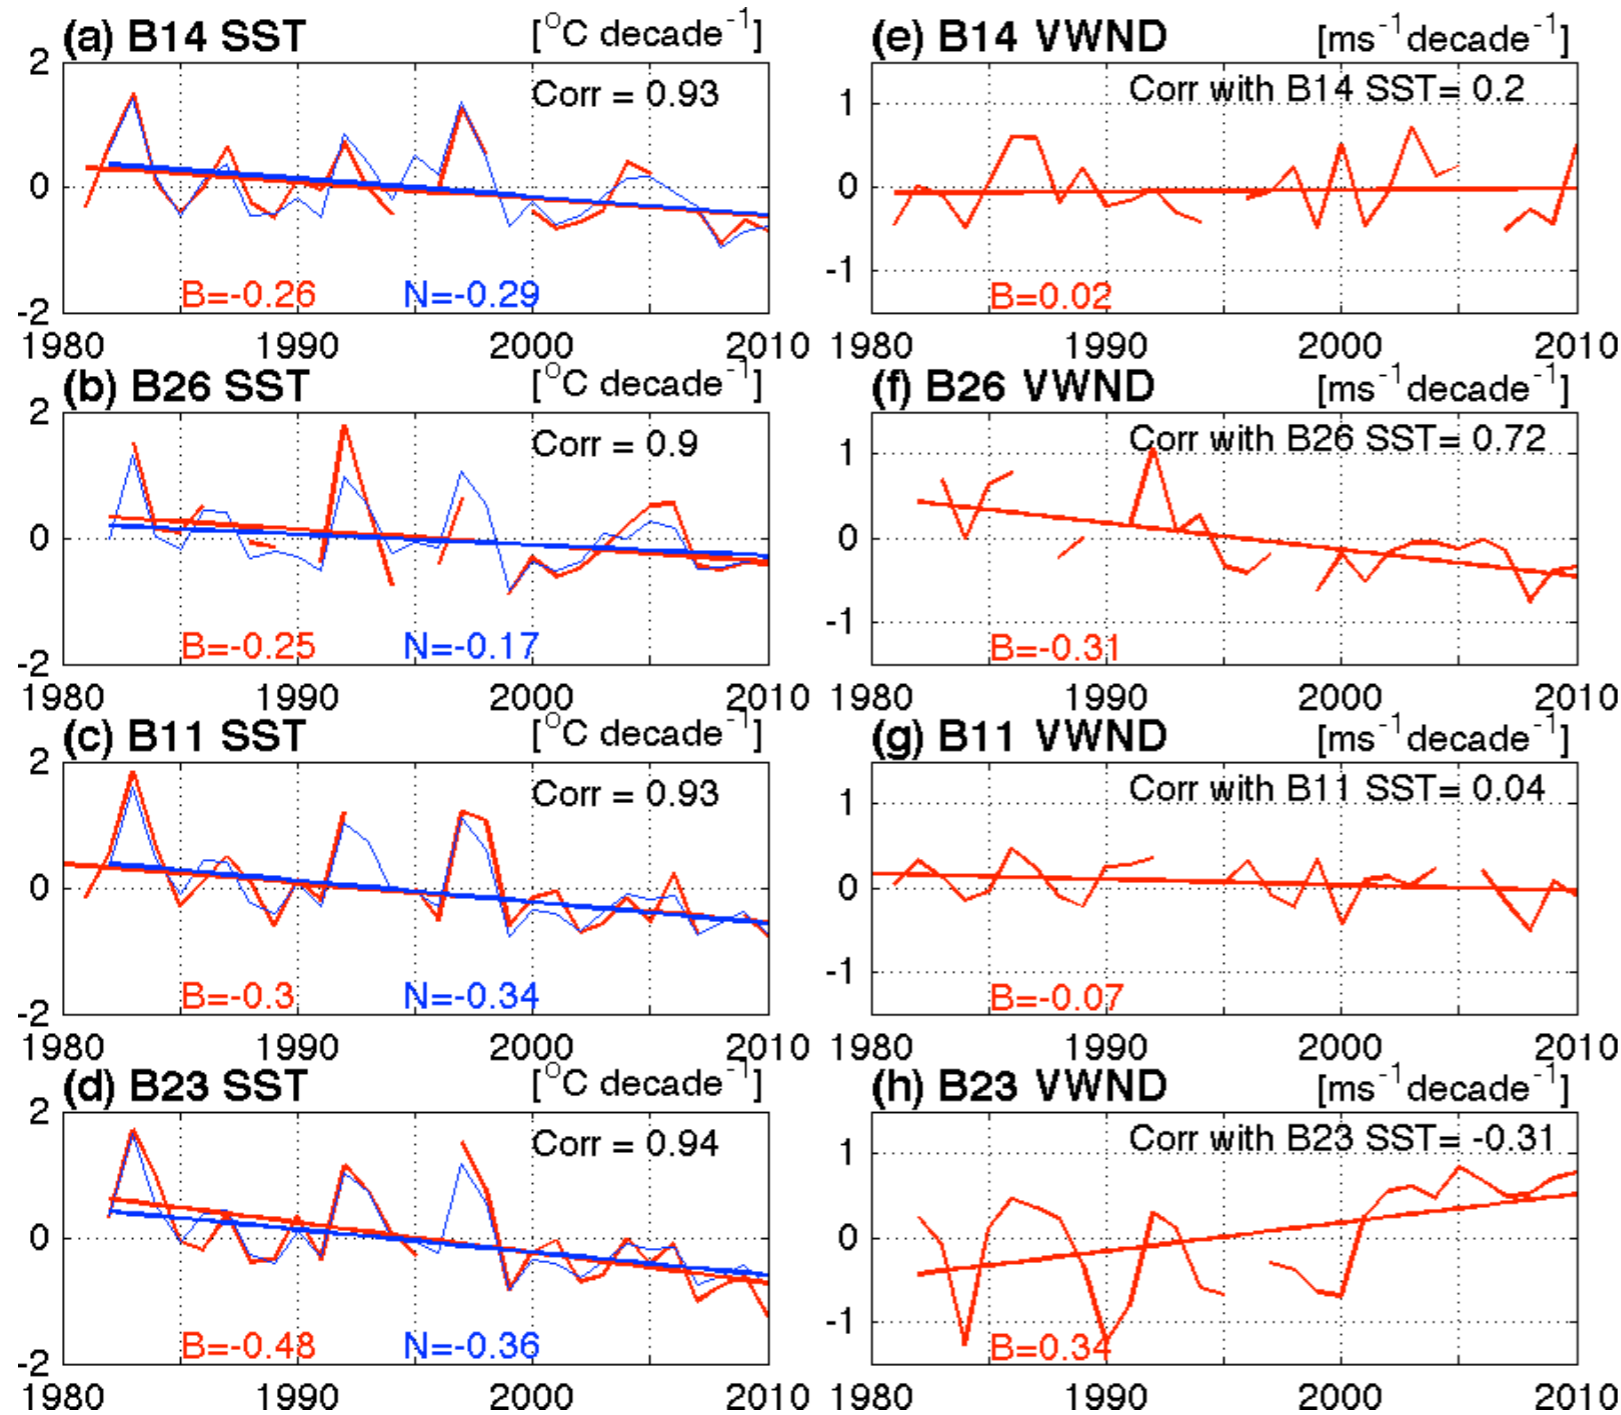 (a) B14 SST [°C decade⁻¹]
2
Corr = 0.93
0
B=-0.26 N=-0.29
-2
1980 1990 2000 2010
(b) B26 SST [°C decade⁻¹]
2
Corr = 0.9
0
B=-0.25 N=-0.17
-2
1980 1990 2000 2010
(c) B11 SST [°C decade⁻¹]
2
Corr = 0.93
0
B=-0.3 N=-0.34
-2
1980 1990 2000 2010
(d) B23 SST [°C decade⁻¹]
2
Corr = 0.94
0
B=-0.48 N=-0.36
-2
1980 1990 2000 2010
(e) B14 VWND [ms⁻¹decade⁻¹]
Corr with B14 SST= 0.2
1
0
-1
B=0.02
1980 1990 2000 2010
(f) B26 VWND [ms⁻¹decade⁻¹]
Corr with B26 SST= 0.72
1
0
-1
B=-0.31
1980 1990 2000 2010
(g) B11 VWND [ms⁻¹decade⁻¹]
Corr with B11 SST= 0.04
1
0
-1
B=-0.07
1980 1990 2000 2010
(h) B23 VWND [ms⁻¹decade⁻¹]
Corr with B23 SST= -0.31
1
0
-1
B=0.34
1980 1990 2000 2010